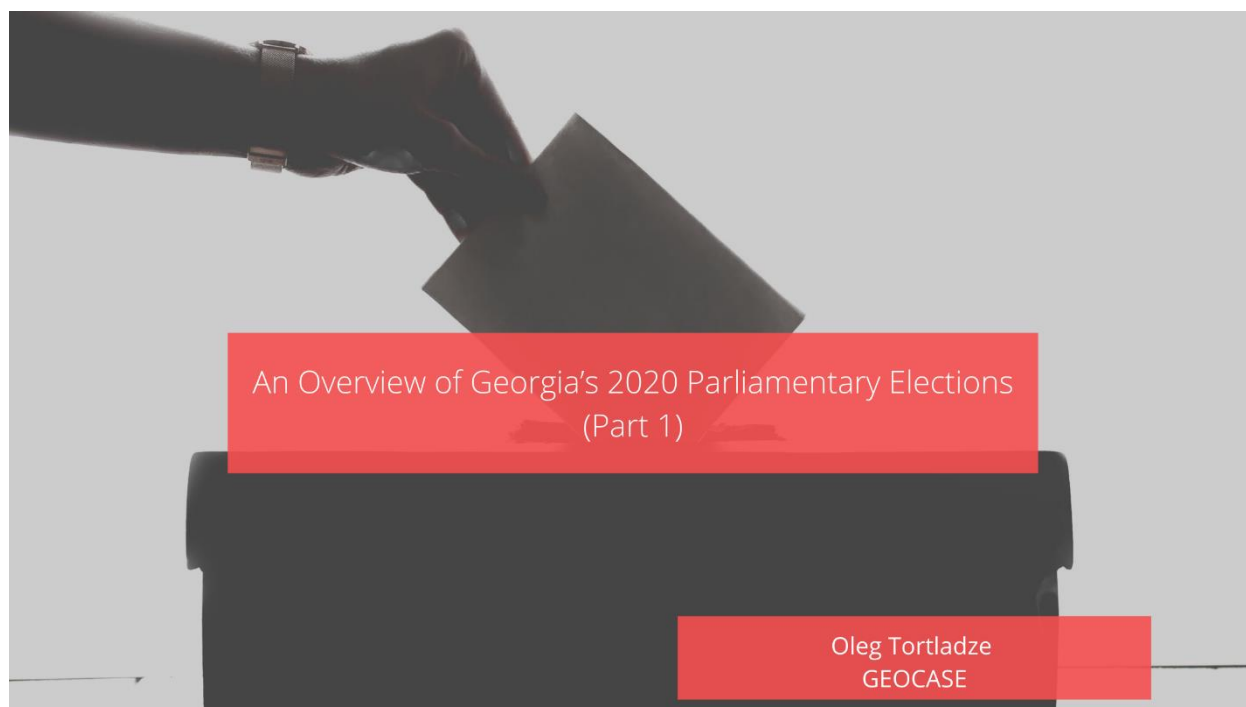 An Overview of Georgia’s 2020 Parliamentary Elections
(Part 1)
Oleg Tortladze
GEOCASE